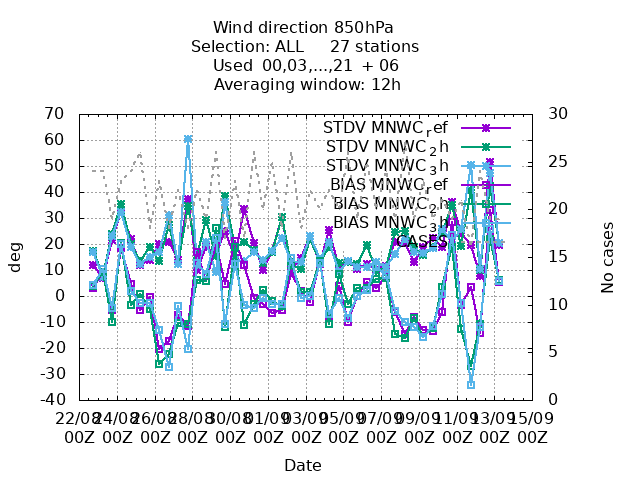 Wind direction 850hPa
Selection: ALL 27 stations
Used 00,03,...,21 + 06
Averaging window: 12h
70 30
STDV MNWC_ref
STDV MNWC_2h
STDV MNWC_3h
BIAS MNWC_ref
BIAS MNWC_2h
BIAS MNWC_3h
CASES
60
50 25
40
30 20
20
10 15
0 10
-10
-20 5
-30
-40 0
deg
No cases
22/08 24/08 26/08 28/08 30/08 01/09 03/09 05/09 07/09 09/09 11/09 13/09 15/09
00Z 00Z 00Z 00Z 00Z 00Z 00Z 00Z 00Z 00Z 00Z 00Z 00Z
Date